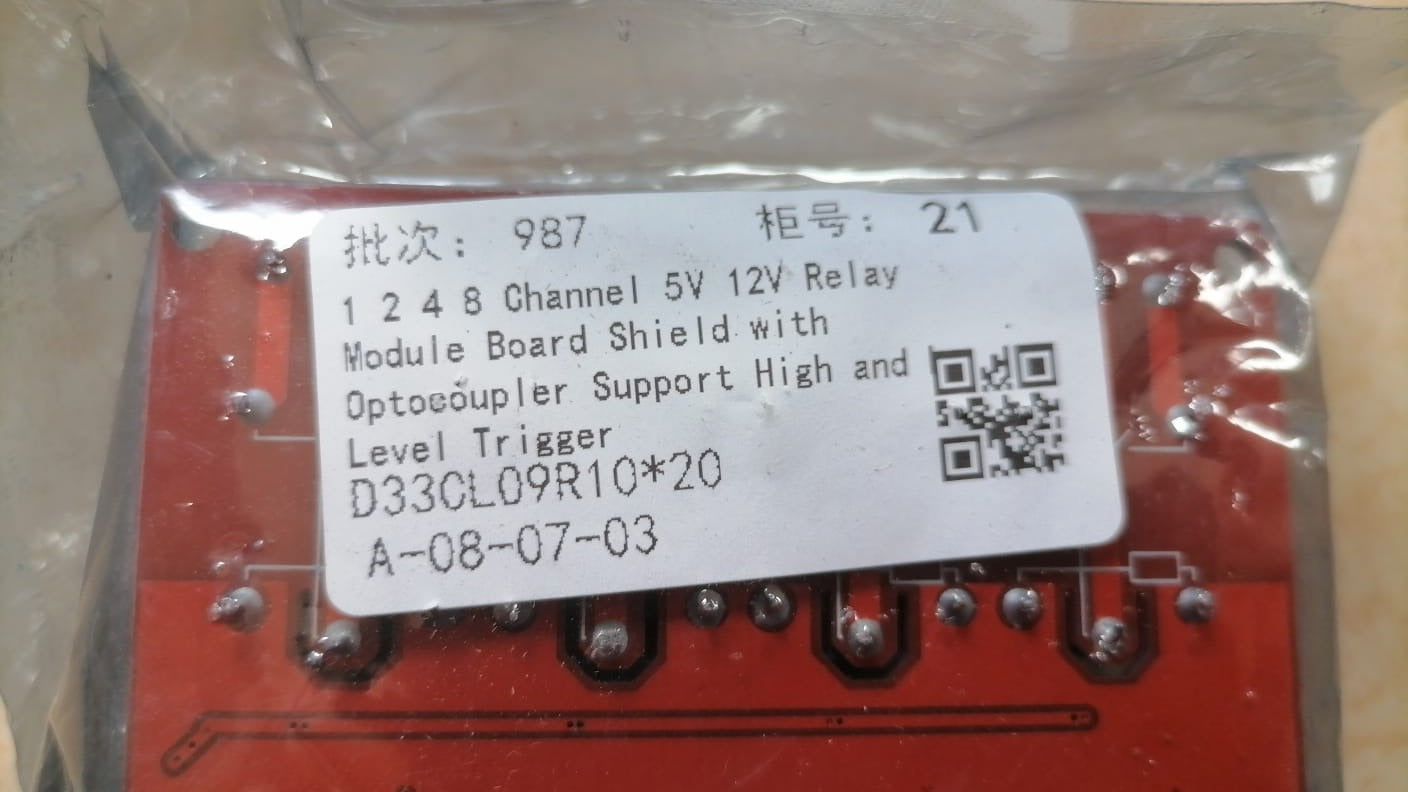 批次： 987 柜号： 21
1 2 4 8 Channel 5V 12V Relay
Module Board Shield with
Optocoupler Support High and
Level Trigger
D33CL09R10*20
A-08-07-03